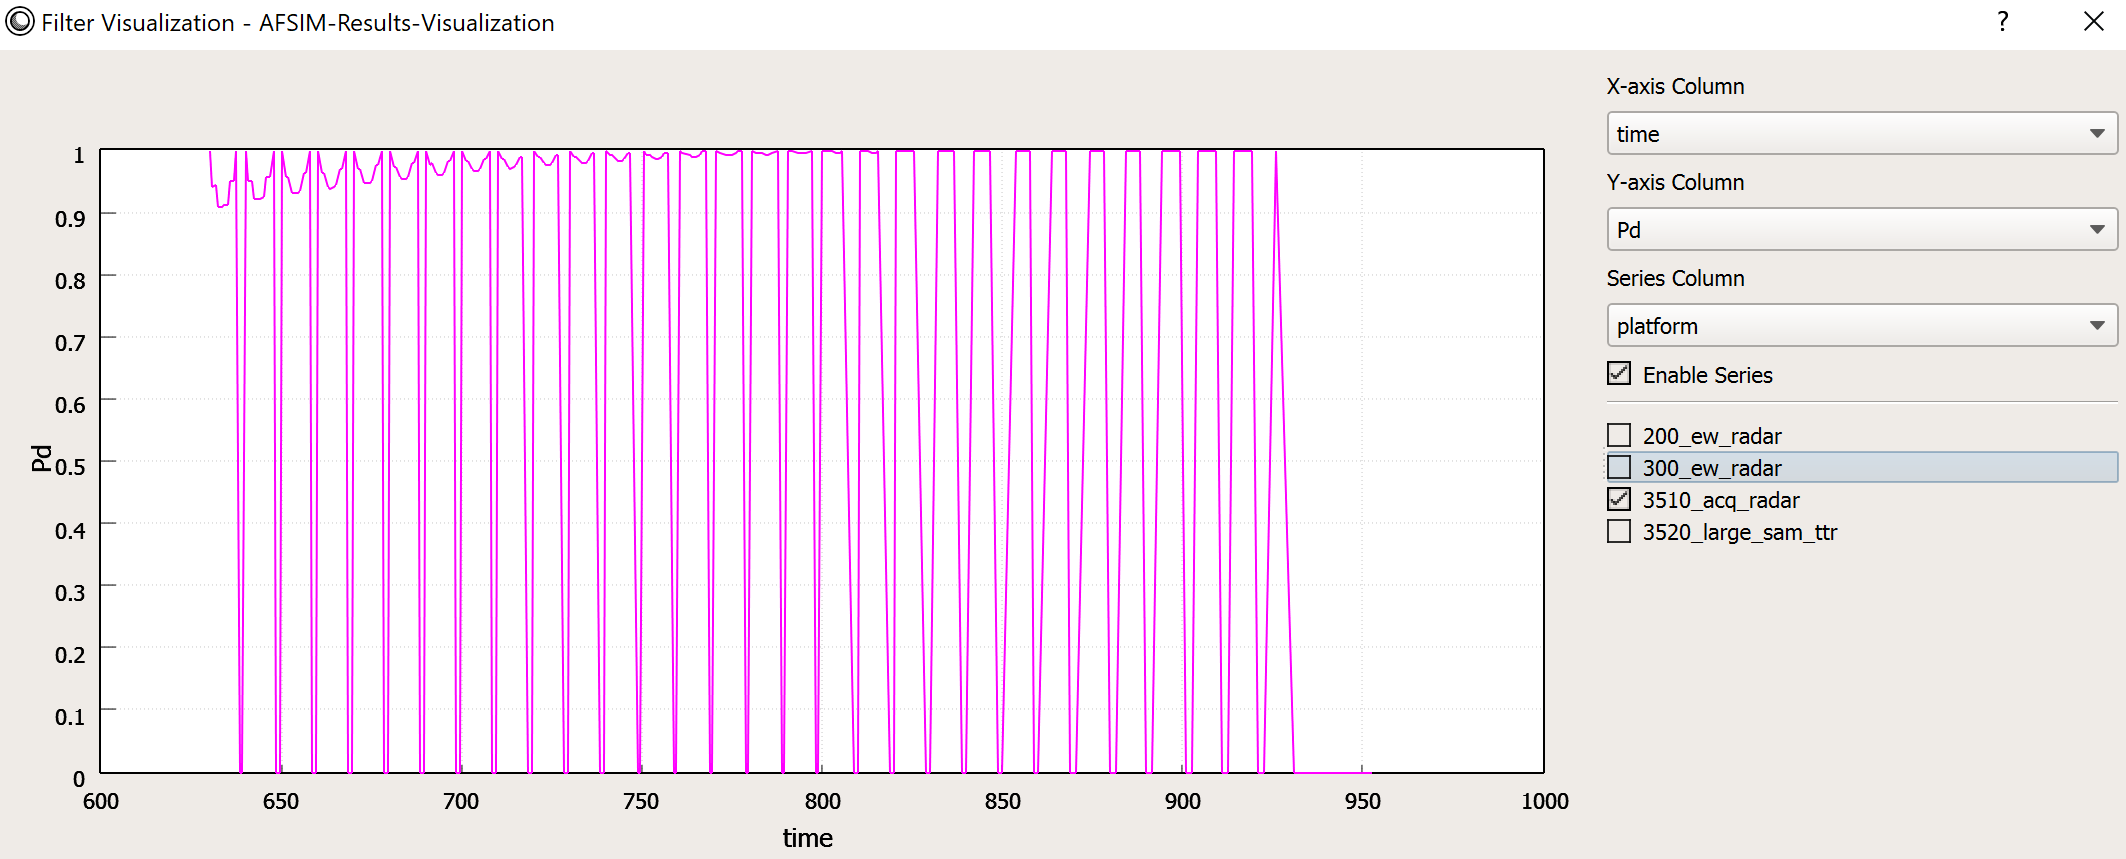 Filter Visualization - AFSIM-Results-Visualization
?
X-axis Column
time
Y-axis Column
Pd
Series Column
platform
Enable Series
200_ew_radar
300_ew_radar
3510_acq_radar
3520_large_sam_ttr
1
0.9
0.8
0.7
0.6
0.5
0.4
0.3
0.2
0.1
0
Pd
600 650 700 750 800 850 900 950 1000
time